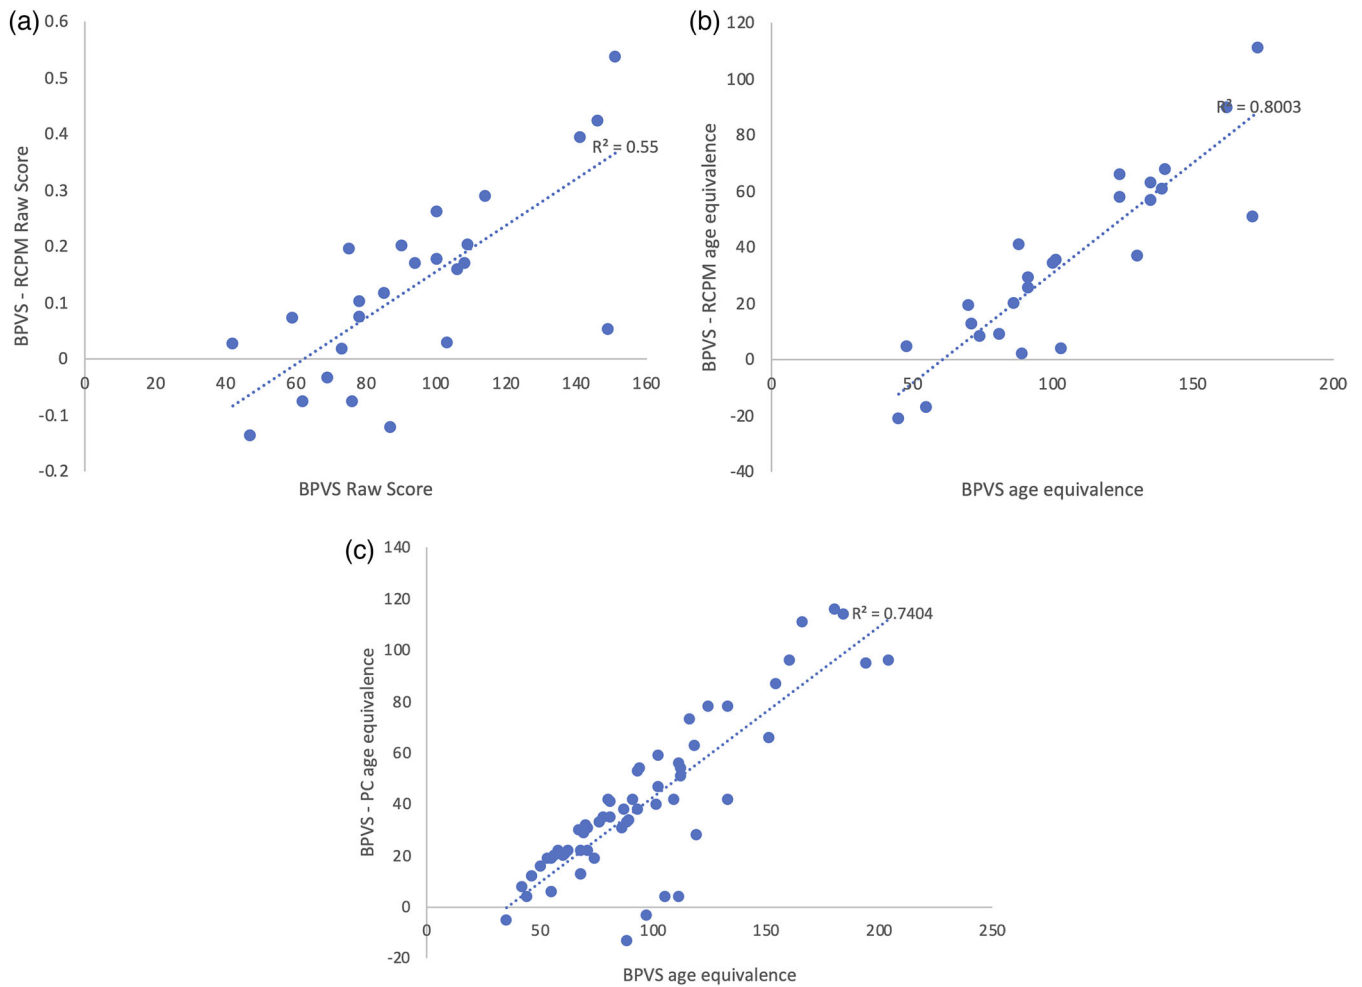 (a)
0.6
0.5
0.4
0.3
0.2
0.1
0
-0.1
-0.2
BPVS - RCPM Raw Score
R² = 0.55
0 20 40 60 80 100 120 140 160
BPVS Raw Score
(b)
120
100
80
60
40
20
0
-20
-40
BPVS - RCPM age equivalence
R² = 0.8003
0 50 100 150 200
BPVS age equivalence
(c)
140
120
100
80
60
40
20
0
-20
BPVS - PC age equivalence
R² = 0.7404
0 50 100 150 200 250
BPVS age equivalence